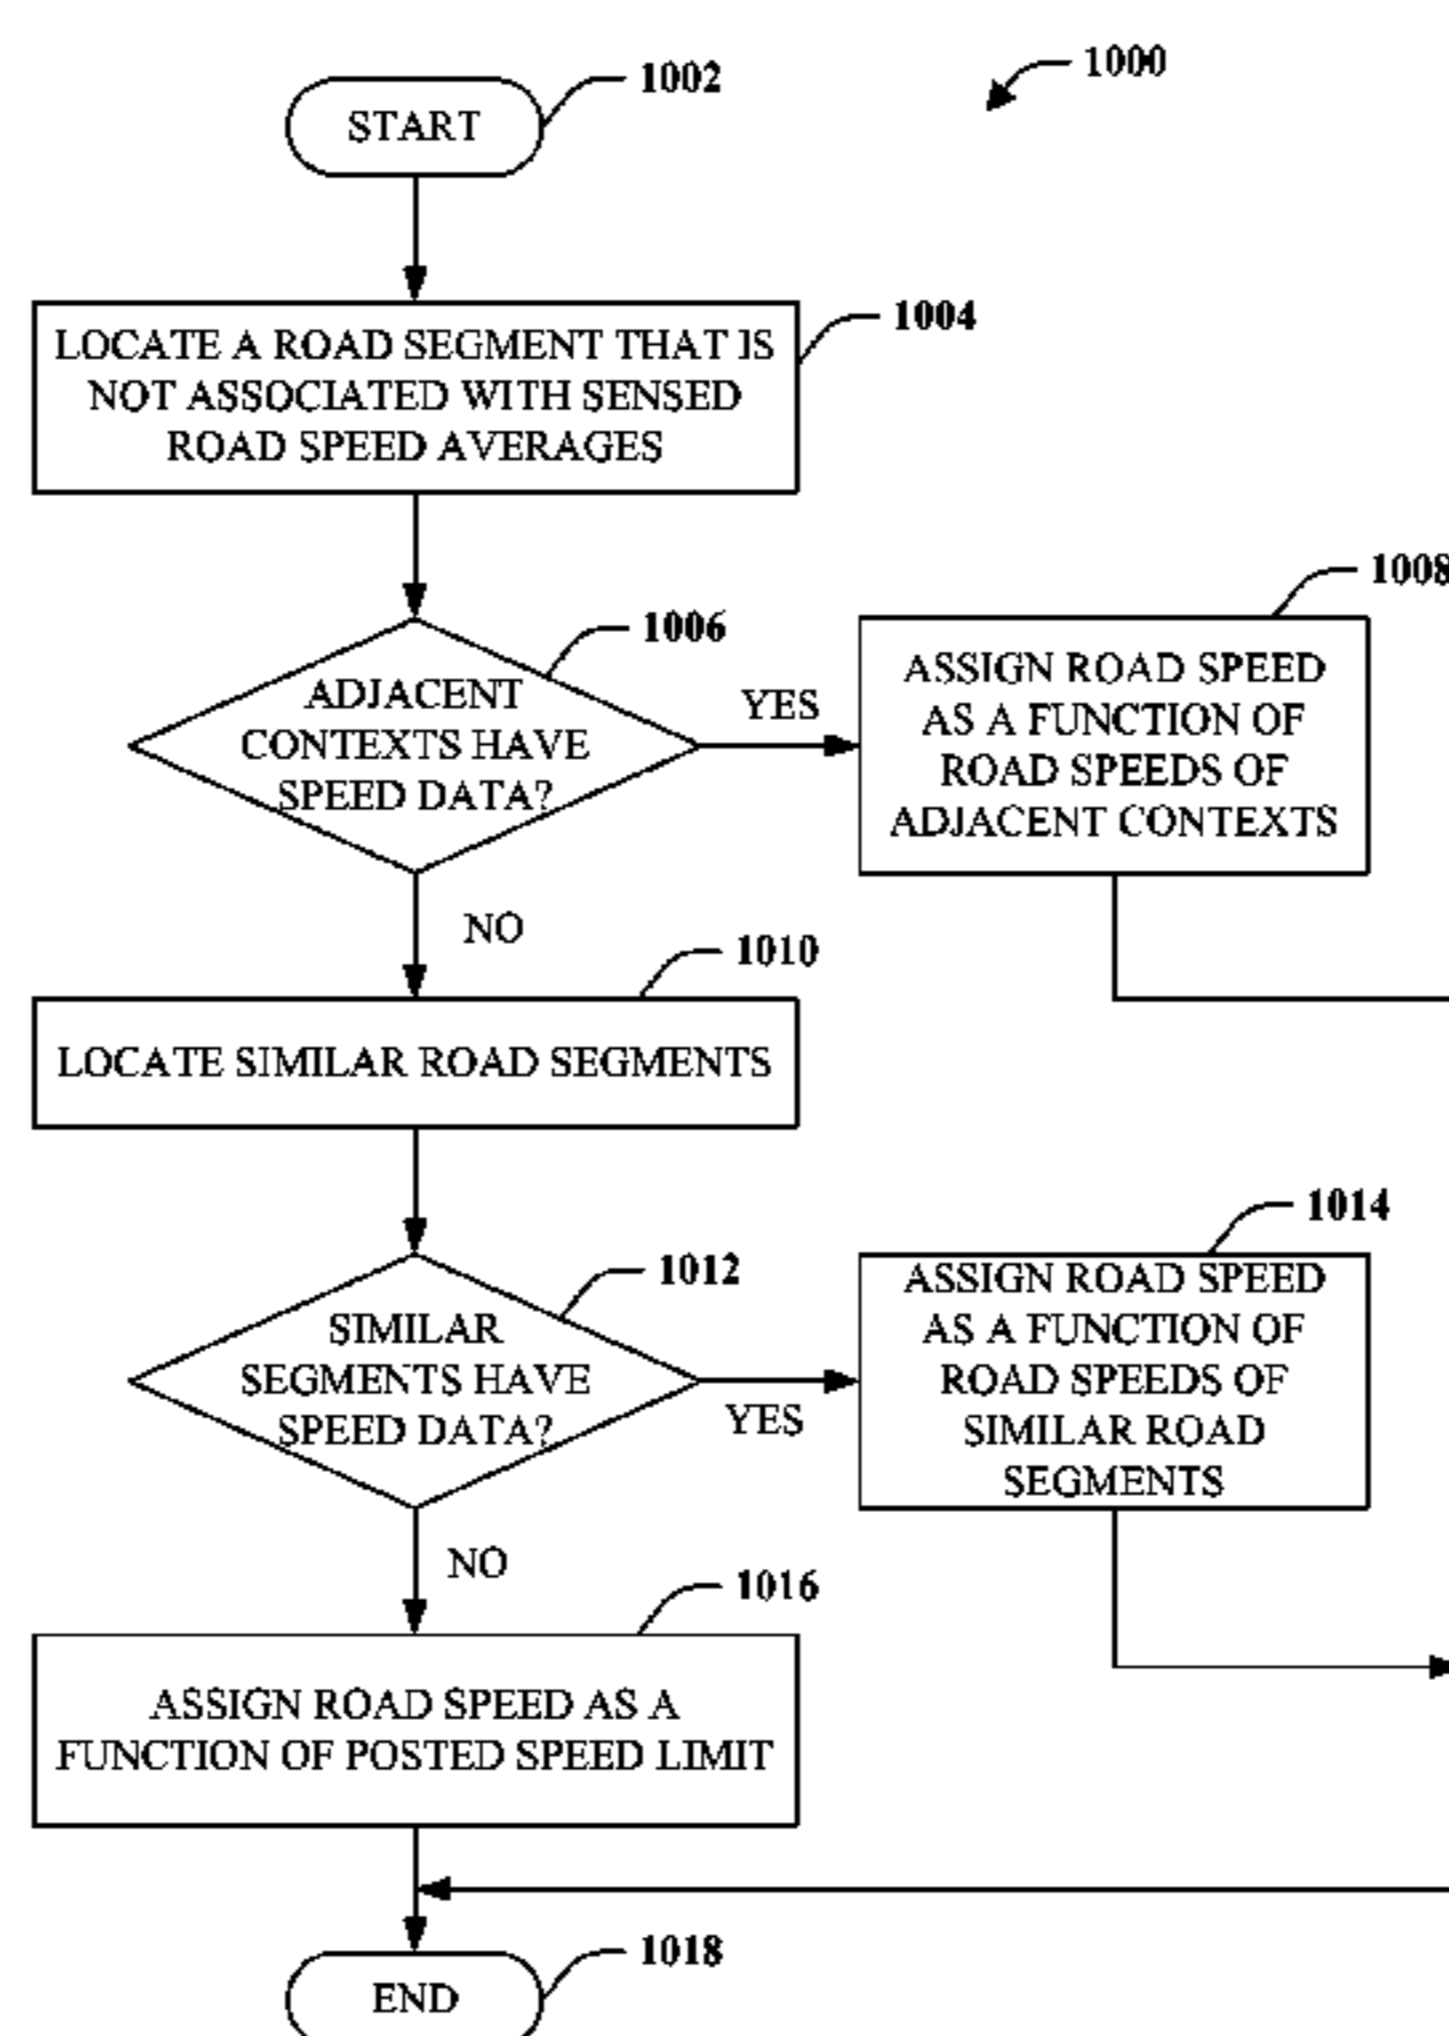 1000
1002
START
1004
LOCATE A ROAD SEGMENT THAT IS
NOT ASSOCIATED WITH SENSED
ROAD SPEED AVERAGES
1006
ADJACENT
CONTEXTS HAVE
SPEED DATA?
YES
1008
ASSIGN ROAD SPEED
AS A FUNCTION OF
ROAD SPEEDS OF
ADJACENT CONTEXTS
NO
1010
LOCATE SIMILAR ROAD SEGMENTS
1012
SIMILAR
SEGMENTS HAVE
SPEED DATA?
YES
1014
ASSIGN ROAD SPEED
AS A FUNCTION OF
ROAD SPEEDS OF
SIMILAR ROAD
SEGMENTS
NO
1016
ASSIGN ROAD SPEED AS A
FUNCTION OF POSTED SPEED LIMIT
1018
END